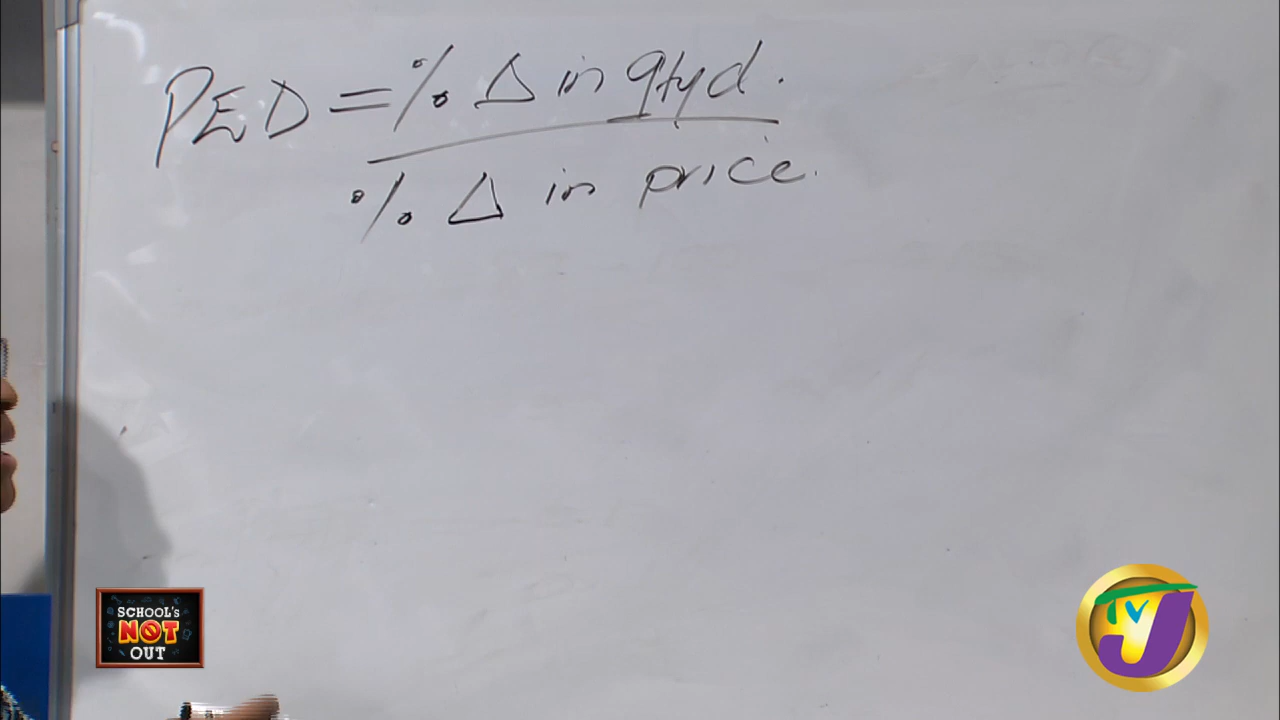 PED = % Δ in qtyd.
% Δ in price.
SCHOOL's
NOT
OUT
TVJ